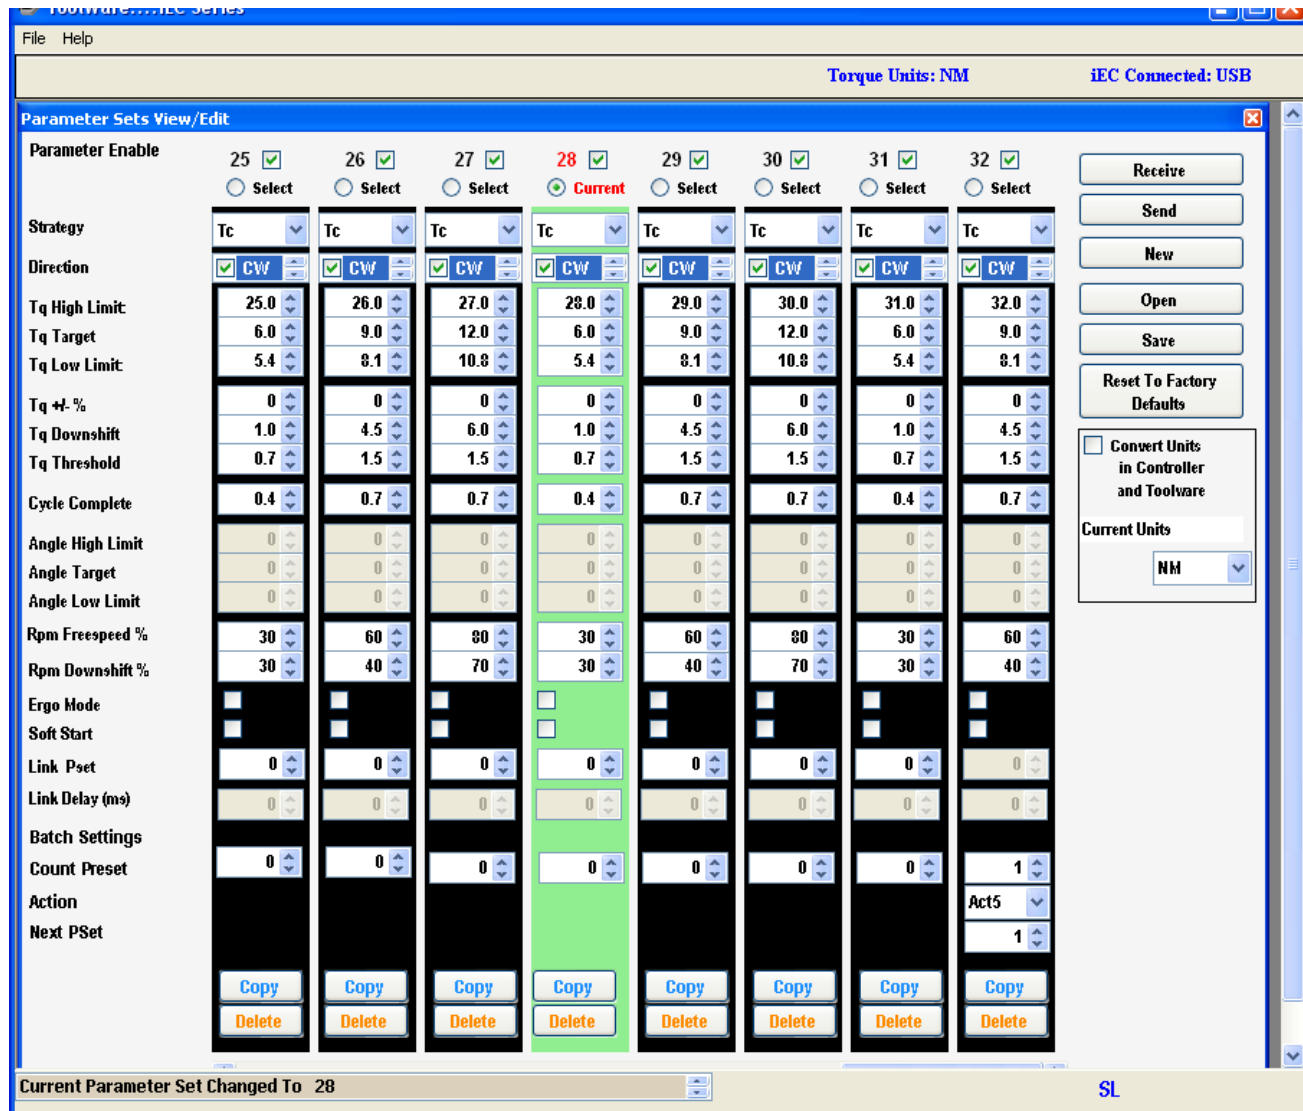 ToolWare....iEC Series
File Help
Torque Units: NM iEC Connected: USB
Parameter Sets View/Edit
Parameter Enable 25 26 27 28 29 30 31 32
Select Select Select Current Select Select Select Select
Receive
Send
Strategy Tc Tc Tc Tc Tc Tc Tc Tc
New
Direction CW CW CW CW CW CW CW CW
Tq High Limit: 25.0 26.0 27.0 28.0 29.0 30.0 31.0 32.0
Open
Tq Target 6.0 9.0 12.0 6.0 9.0 12.0 6.0 9.0
Save
Tq Low Limit: 5.4 8.1 10.8 5.4 8.1 10.8 5.4 8.1
Reset To Factory
Defaults
Tq +/- % 0 0 0 0 0 0 0 0
Tq Downshift 1.0 4.5 6.0 1.0 4.5 6.0 1.0 4.5
Convert Units
in Controller
and Toolware
Tq Threshold 0.7 1.5 1.5 0.7 1.5 1.5 0.7 1.5
Cycle Complete 0.4 0.7 0.7 0.4 0.7 0.7 0.4 0.7
Current Units
Angle High Limit 0 0 0 0 0 0 0 0
NM
Angle Target 0 0 0 0 0 0 0 0
Angle Low Limit 0 0 0 0 0 0 0 0
Rpm Freespeed % 30 60 80 30 60 80 30 60
Rpm Downshift % 30 40 70 30 40 70 30 40
Ergo Mode
Soft Start
Link Pset 0 0 0 0 0 0 0 0
Link Delay (ms) 0 0 0 0 0 0 0 0
Batch Settings
Count Preset 0 0 0 0 0 0 0 1
Action Act5
Next PSet 1
Copy Copy Copy Copy Copy Copy Copy Copy
Delete Delete Delete Delete Delete Delete Delete Delete
Current Parameter Set Changed To 28
SL